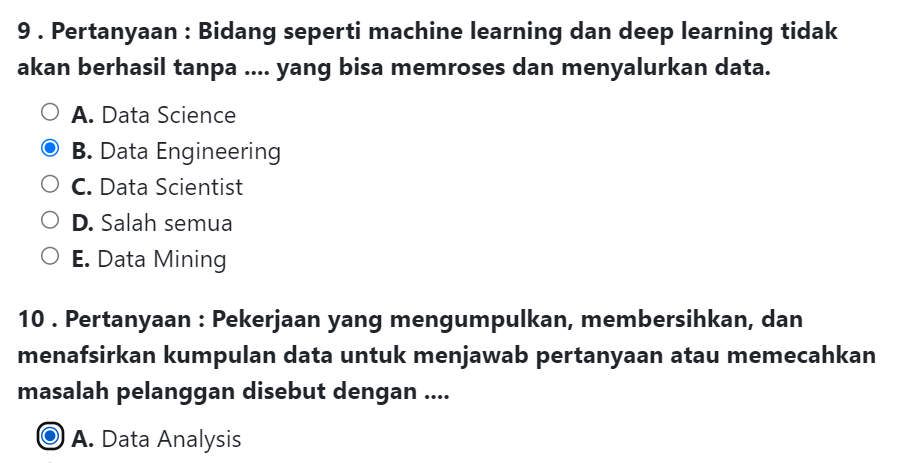 9 . Pertanyaan : Bidang seperti machine learning dan deep learning tidak
akan berhasil tanpa .... yang bisa memroses dan menyalurkan data.
A. Data Science
B. Data Engineering
C. Data Scientist
D. Salah semua
E. Data Mining
10 . Pertanyaan : Pekerjaan yang mengumpulkan, membersihkan, dan
menafsirkan kumpulan data untuk menjawab pertanyaan atau memecahkan
masalah pelanggan disebut dengan ....
A. Data Analysis